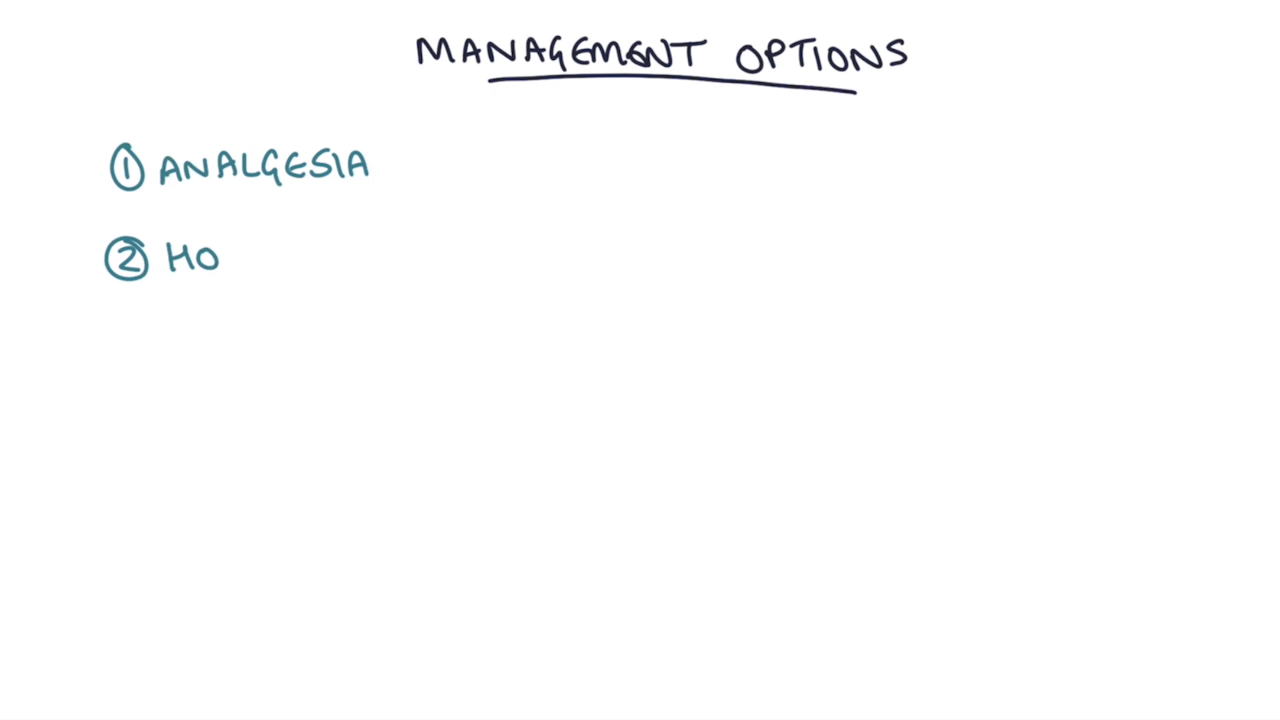 MANAGEMENT OPTIONS
① ANALGESIA
② HO